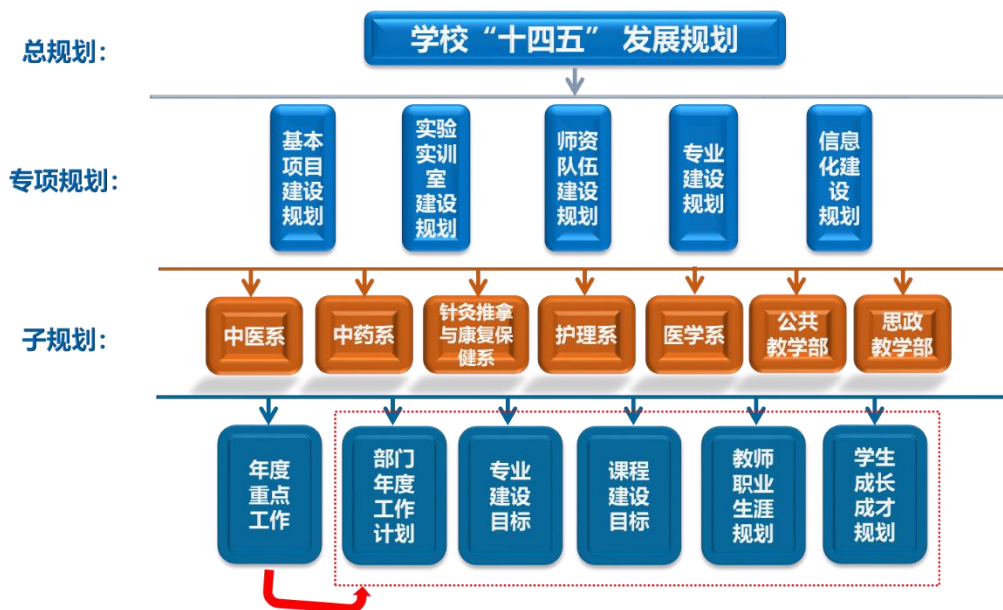 总规划：
学校“十四五” 发展规划
专项规划：
基本
项目
建设
规划
实验
实训
室
建设
规划
师资
队伍
建设
规划
专业
建设
规划
信息
化建
设
规划
子规划：
中医系
中药系
针灸推拿
与康复保
健系
护理系
医学系
公共
教学部
思政
教学部
年度
重点
工作
部门
年度
工作
计划
专业
建设
目标
课程
建设
目标
教师
职业
生涯
规划
学生
成长
成才
规划